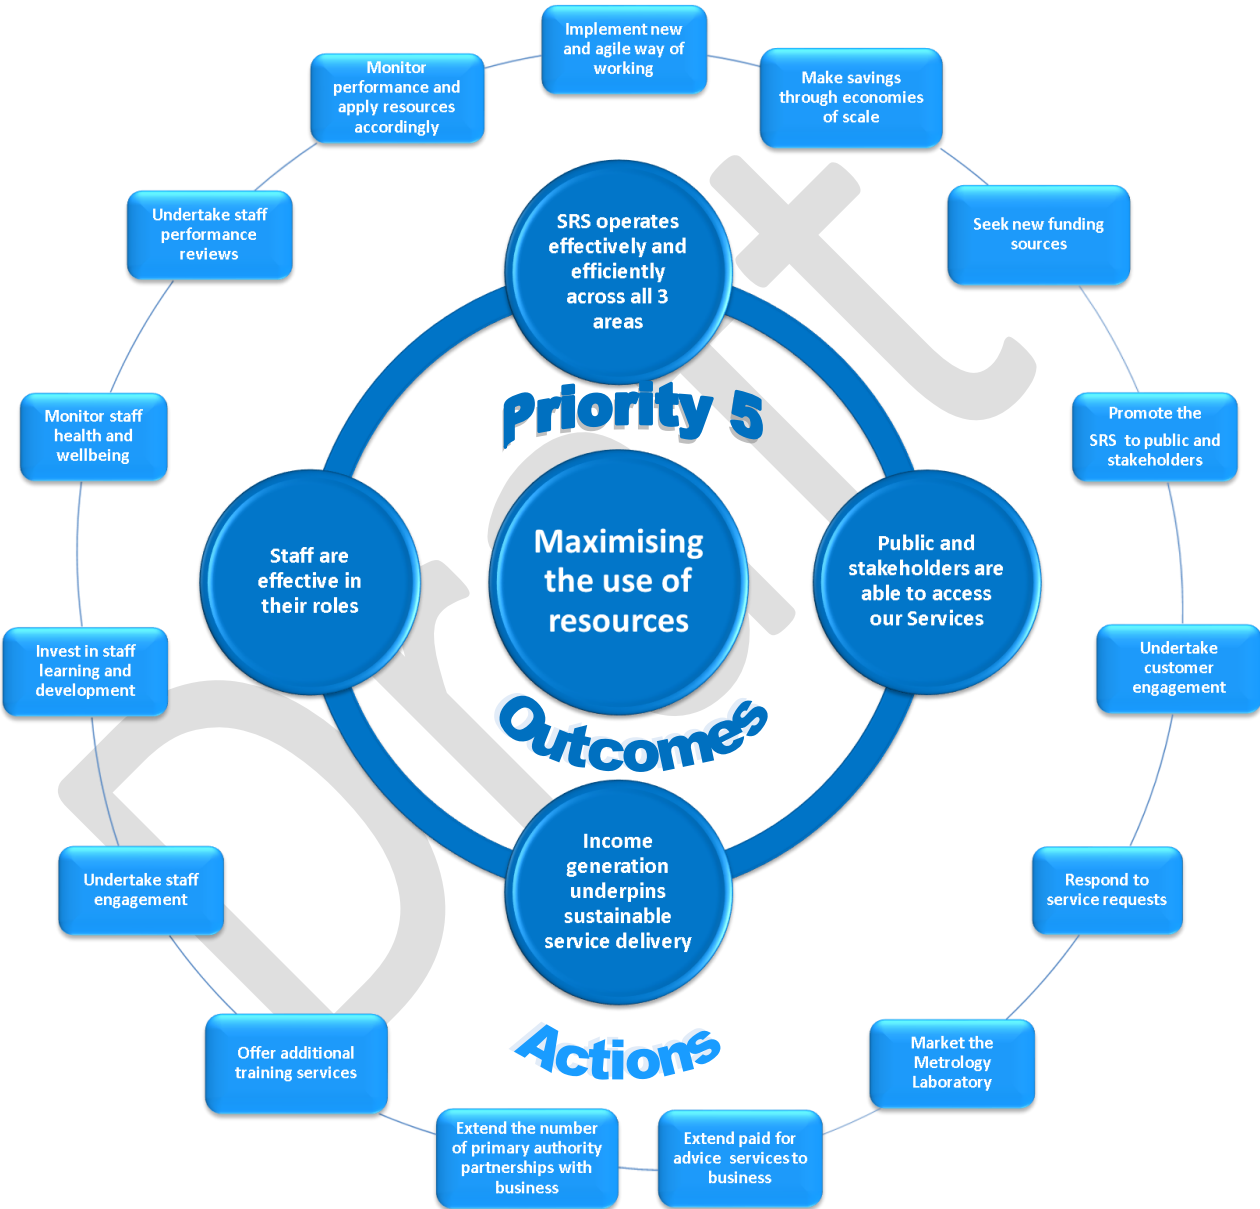 Implement new
and agile way of
working
Make savings
through economies
of scale
Seek new funding
sources
Promote the
SRS to public and
stakeholders
Undertake
customer
engagement
Respond to
service requests
Market the
Metrology
Laboratory
Extend paid for
advice services to
business
Extend the number
of primary authority
partnerships with
business
Offer additional
training services
Undertake staff
engagement
Invest in staff
learning and
development
Monitor staff
health and
wellbeing
Undertake staff
performance
reviews
Monitor
performance and
apply resources
accordingly
SRS operates
effectively and
efficiently
across all 3
areas
Priority 5
Maximising
the use of
resources
Public and
stakeholders are
able to access
our Services
Staff are
effective in
their roles
Outcomes
Income
generation
underpins
sustainable
service delivery
Actions
Draft